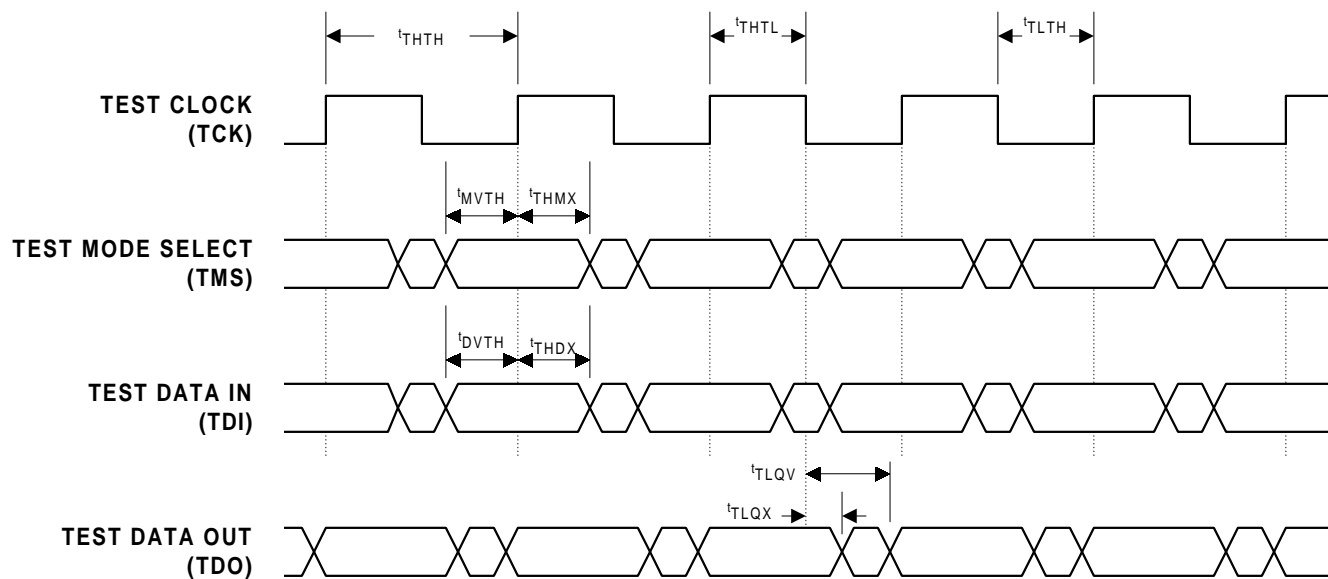 tTHTH
tTHTL
tTLTH
TEST CLOCK
(TCK)
tMVTH
tTHMX
TEST MODE SELECT
(TMS)
tDVTH
tTHDX
TEST DATA IN
(TDI)
tTLQV
tTLQX
TEST DATA OUT
(TDO)